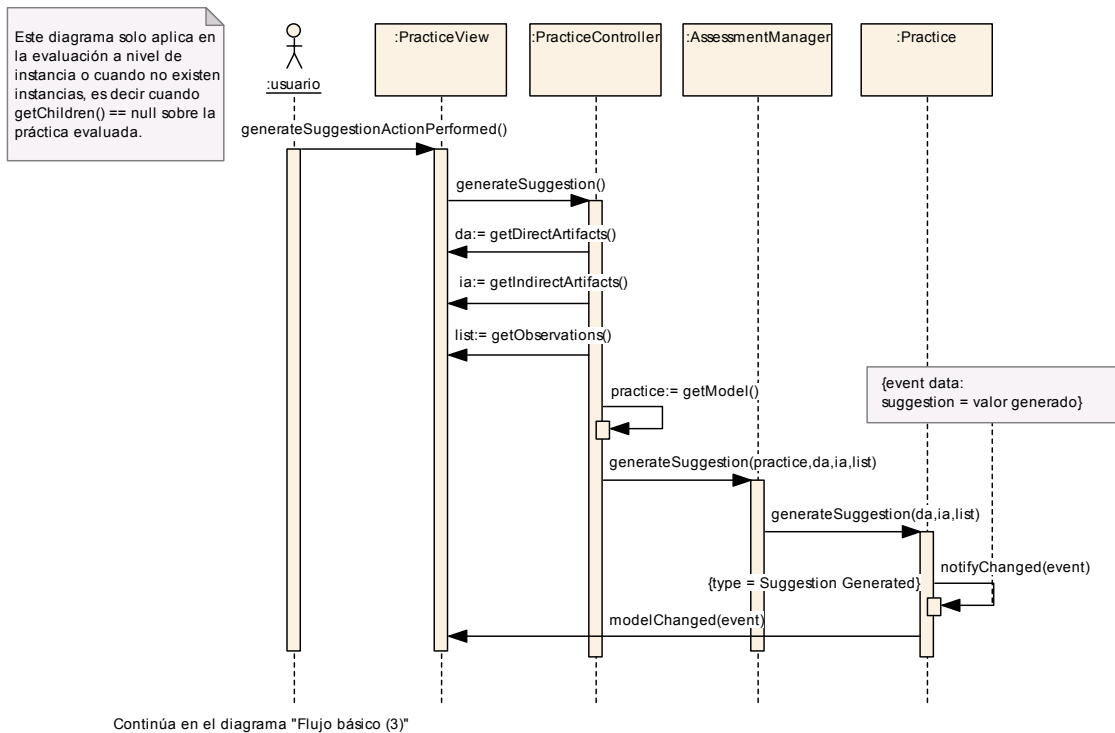 Este diagrama solo aplica en
la evaluación a nivel de
instancia o cuando no existen
instancias, es decir cuando
getChildren() == null sobre la
práctica evaluada.
:usuario
:PracticeView
:PracticeController
:AssessmentManager
:Practice
generateSuggestionActionPerformed()
generateSuggestion()
da:= getDirectArtifacts()
ia:= getIndirectArtifacts()
list:= getObservations()
practice:= getModel()
{event data:
suggestion = valor generado}
generateSuggestion(practice,da,ia,list)
generateSuggestion(da,ia,list)
notifyChanged(event)
{type = Suggestion Generated}
modelChanged(event)
Continúa en el diagrama "Flujo básico (3)"